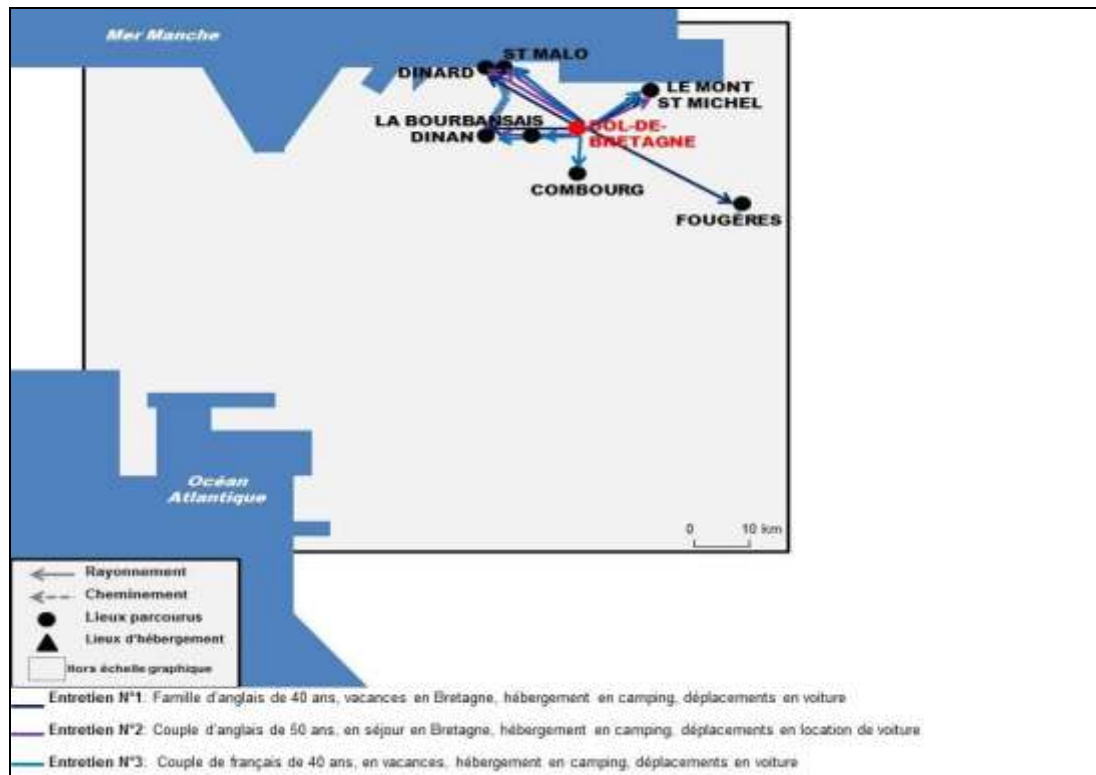 Mer Manche
ST MALO
DINARD
LE MONT
ST MICHEL
LA BOURBANSAIS
DINAN
DOL-DE-
BRETAGNE
COMBOURG
FOUGÈRES
Océan
Atlantique
0 10 km
Rayonnement
Cheminement
Lieux parcourus
Lieux d'hébergement
Hors échelle graphique
Entretien N°1: Famille d'anglais de 40 ans, vacances en Bretagne, hébergement en camping, déplacements en voiture
Entretien N°2: Couple d'anglais de 50 ans, en séjour en Bretagne, hébergement en camping, déplacements en location de voiture
Entretien N°3: Couple de français de 40 ans, en vacances, hébergement en camping, déplacements en voiture